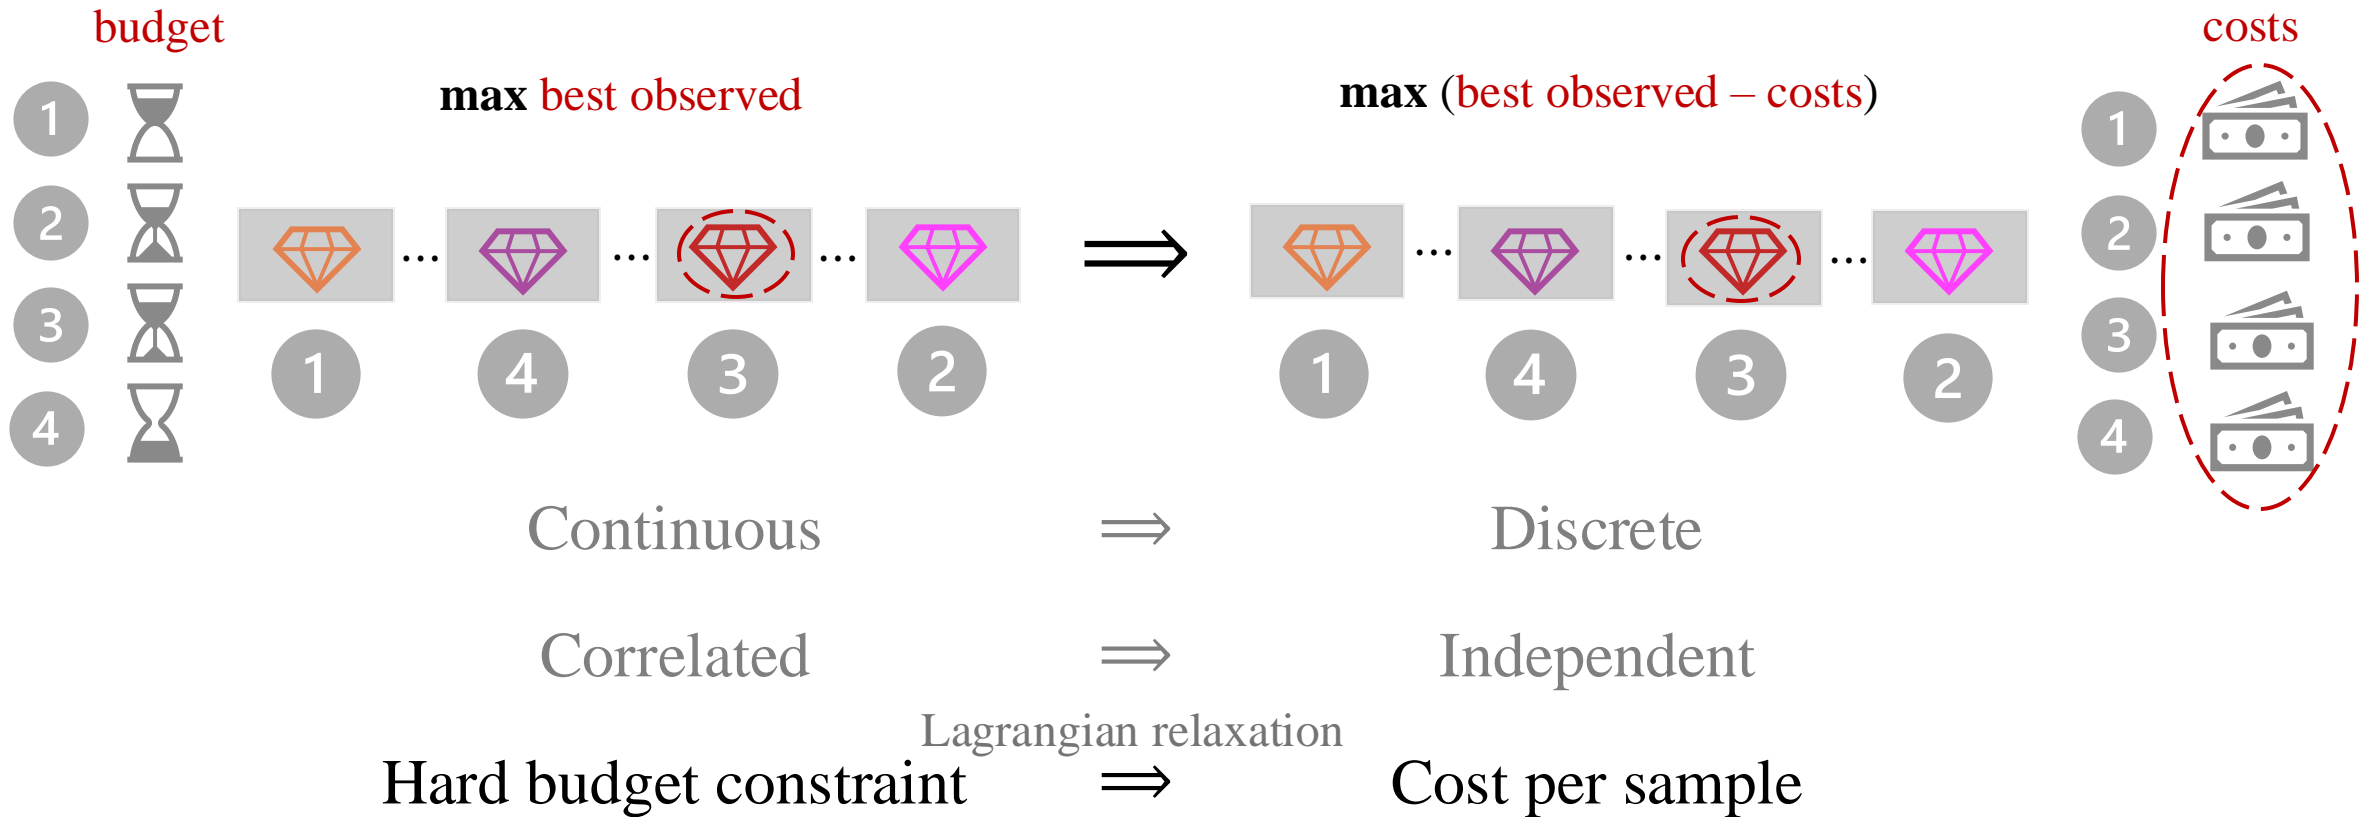 budget
costs
max best observed
max (best observed – costs)
1
2
3
4
... ... ...
1 4 3 2
⟹
... ... ...
1 4 3 2
1
2
3
4
Continuous ⟹ Discrete
Correlated ⟹ Independent
Lagrangian relaxation
Hard budget constraint ⟹ Cost per sample